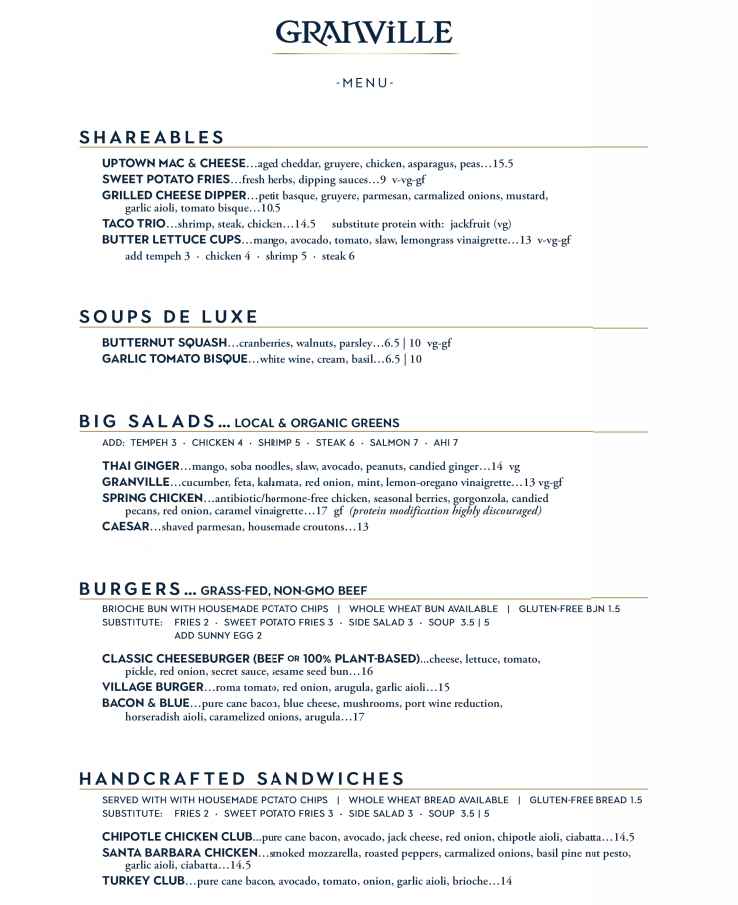 GRANViLLE
-MENU-
SHAREABLES
UPTOWN MAC & CHEESE...aged cheddar, gruyere, chicken, asparagus, peas...15.5
SWEET POTATO FRIES...fresh herbs, dipping sauces...9 v-vg-gf
GRILLED CHEESE DIPPER...petit basque, gruyere, parmesan, carmalized onions, mustard,
garlic aioli, tomato bisque...10.5
TACO TRIO...shrimp, steak, chicken...14.5 substitute protein with: jackfruit (vg)
BUTTER LETTUCE CUPS...mango, avocado, tomato, slaw, lemongrass vinaigrette...13 v-vg-gf
add tempeh 3 · chicken 4 · shrimp 5 · steak 6
SOUPS DE LUXE
BUTTERNUT SQUASH...cranberries, walnuts, parsley...6.5 | 10 vg-gf
GARLIC TOMATO BISQUE...white wine, cream, basil...6.5 | 10
BIG SALADS... LOCAL & ORGANIC GREENS
ADD: TEMPEH 3 · CHICKEN 4 · SHRIMP 5 · STEAK 6 · SALMON 7 · AHI 7
THAI GINGER...mango, soba noodles, slaw, avocado, peanuts, candied ginger...14 vg
GRANVILLE...cucumber, feta, kalamata, red onion, mint, lemon-oregano vinaigrette...13 vg-gf
SPRING CHICKEN...antibiotic/hormone-free chicken, seasonal berries, gorgonzola, candied
pecans, red onion, caramel vinaigrette...17 gf (protein modification highly discouraged)
CAESAR...shaved parmesan, housemade croutons...13
BURGERS... GRASS-FED, NON-GMO BEEF
BRIOCHE BUN WITH HOUSEMADE POTATO CHIPS | WHOLE WHEAT BUN AVAILABLE | GLUTEN-FREE BUN 1.5
SUBSTITUTE: FRIES 2 · SWEET POTATO FRIES 3 · SIDE SALAD 3 · SOUP 3.5 | 5
ADD SUNNY EGG 2
CLASSIC CHEESEBURGER (BEEF OR 100% PLANT-BASED)...cheese, lettuce, tomato,
pickle, red onion, secret sauce, sesame seed bun...16
VILLAGE BURGER...roma tomato, red onion, arugula, garlic aioli...15
BACON & BLUE...pure cane bacon, blue cheese, mushrooms, port wine reduction,
horseradish aioli, caramelized onions, arugula...17
HANDCRAFTED SANDWICHES
SERVED WITH WITH HOUSEMADE POTATO CHIPS | WHOLE WHEAT BREAD AVAILABLE | GLUTEN-FREE BREAD 1.5
SUBSTITUTE: FRIES 2 · SWEET POTATO FRIES 3 · SIDE SALAD 3 · SOUP 3.5 | 5
CHIPOTLE CHICKEN CLUB...pure cane bacon, avocado, jack cheese, red onion, chipotle aioli, ciabatta...14.5
SANTA BARBARA CHICKEN...smoked mozzarella, roasted peppers, carmalized onions, basil pine nut pesto,
garlic aioli, ciabatta...14.5
TURKEY CLUB...pure cane bacon, avocado, tomato, onion, garlic aioli, brioche...14